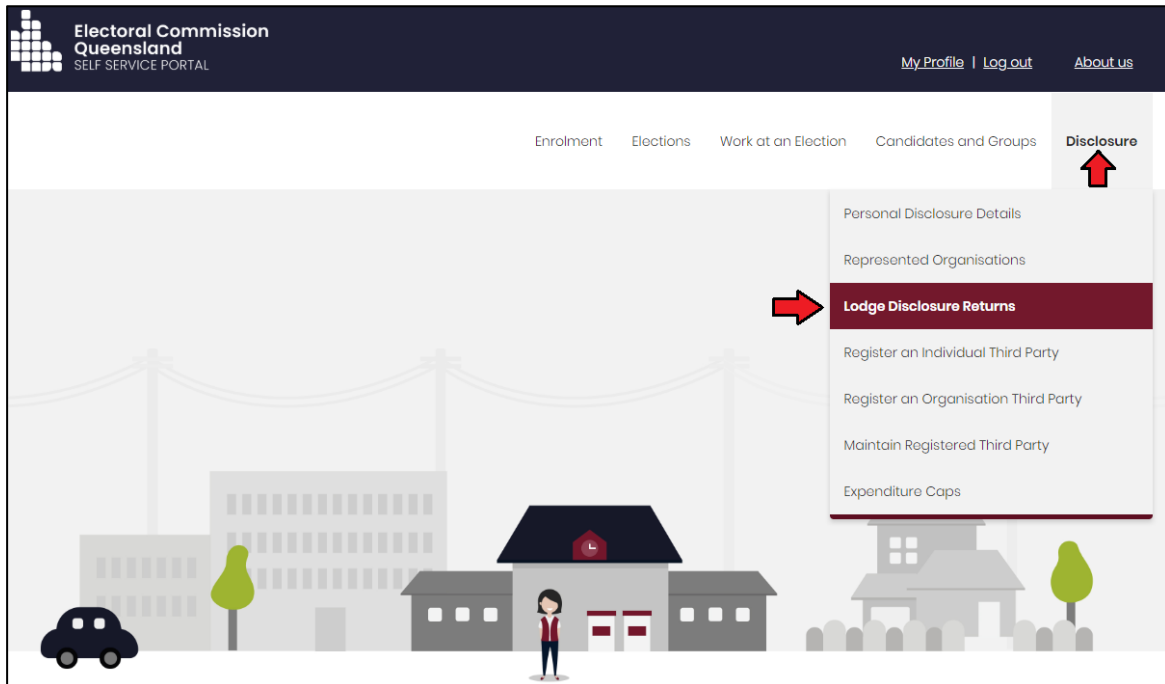 Electoral Commission
Queensland
SELF SERVICE PORTAL
My Profile | Log out About us
Enrolment Elections Work at an Election Candidates and Groups Disclosure
Personal Disclosure Details
Represented Organisations
Lodge Disclosure Returns
Register an Individual Third Party
Register an Organisation Third Party
Maintain Registered Third Party
Expenditure Caps